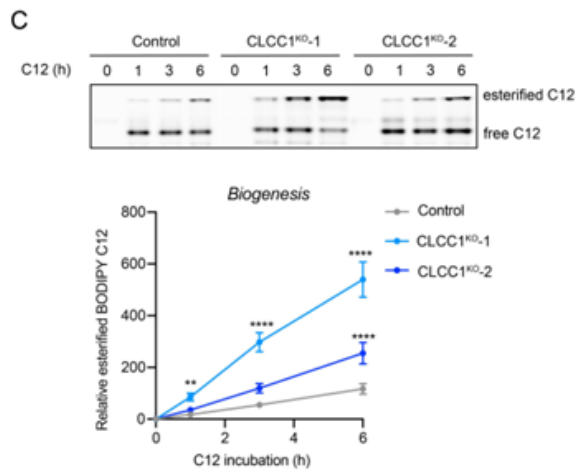 C
Control CLCC1ᴷᴼ-1 CLCC1ᴷᴼ-2
C12 (h) 0 1 3 6 0 1 3 6 0 1 3 6
esterified C12
free C12
Biogenesis
Relative esterified BODIPY C12
800
600
400
200
0
** **** **** ****
0 2 4 6
C12 incubation (h)
Control
CLCC1ᴷᴼ-1
CLCC1ᴷᴼ-2